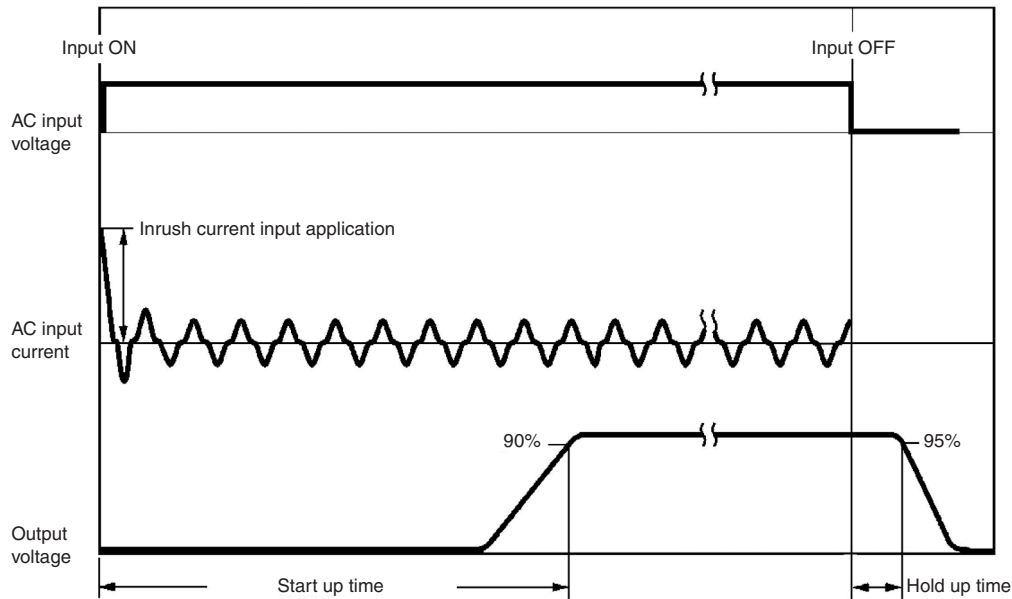 Input ON
Input OFF
AC input
voltage
Inrush current input application
AC input
current
90%
95%
Output
voltage
Start up time
Hold up time